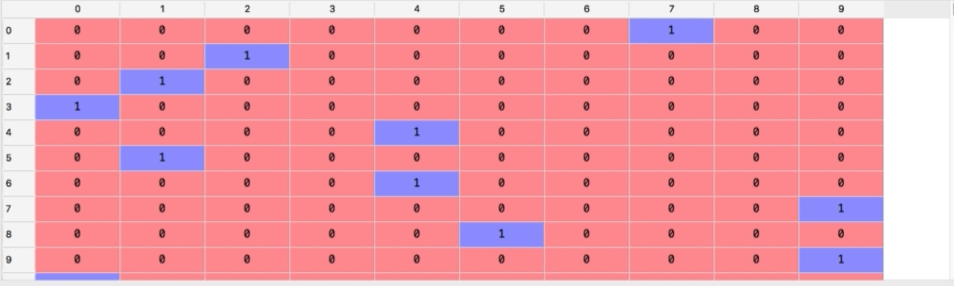 0 1 2 3 4 5 6 7 8 9
0 0 0 0 0 0 0 0 1 0 0
1 0 0 1 0 0 0 0 0 0 0
2 0 1 0 0 0 0 0 0 0 0
3 1 0 0 0 0 0 0 0 0 0
4 0 0 0 0 1 0 0 0 0 0
5 0 1 0 0 0 0 0 0 0 0
6 0 0 0 0 1 0 0 0 0 0
7 0 0 0 0 0 0 0 0 0 1
8 0 0 0 0 0 1 0 0 0 0
9 0 0 0 0 0 0 0 0 0 1